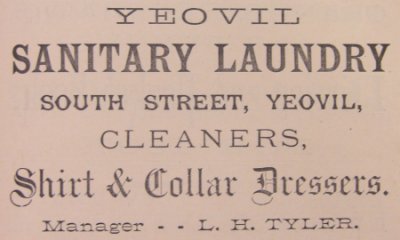 YEOVIL
SANITARY LAUNDRY
SOUTH STREET, YEOVIL,
CLEANERS,
Shirt & Collar Dressers.
Manager - - L. H. TYLER.